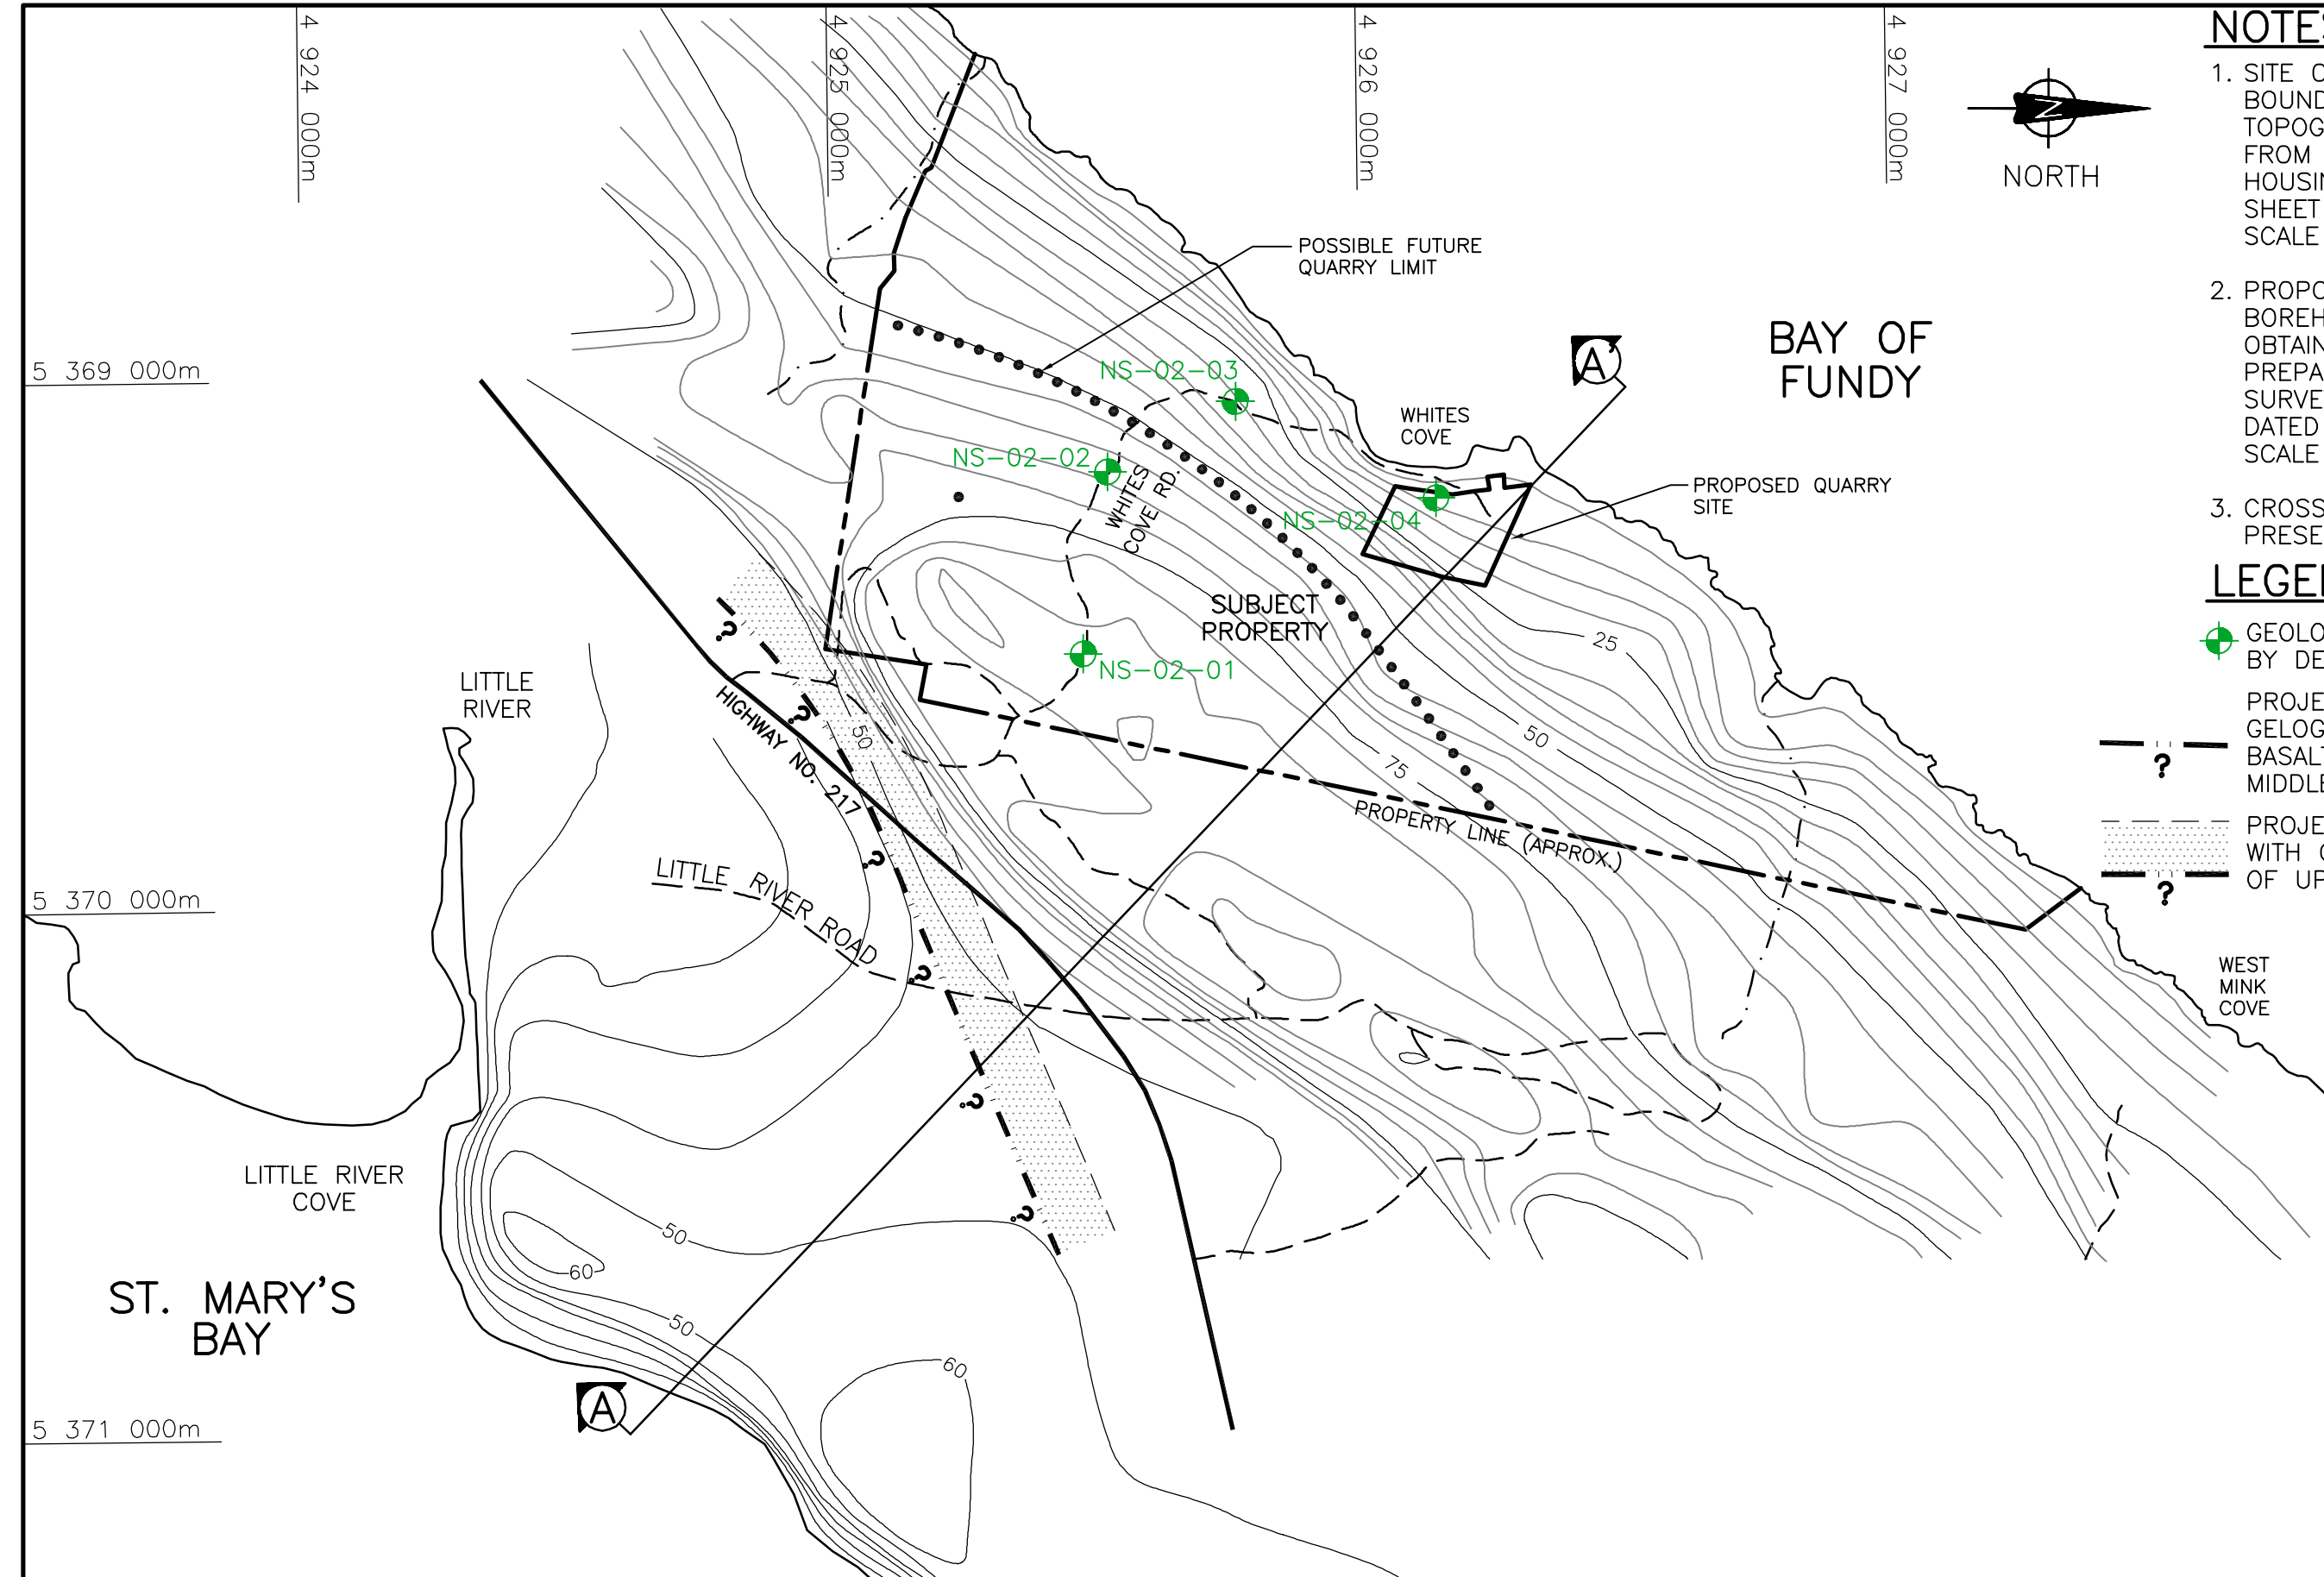 4 924 000m
4 925 000m
4 926 000m
4 927 000m
NORTH
5 369 000m
5 370 000m
5 371 000m
POSSIBLE FUTURE
QUARRY LIMIT
BAY OF
FUNDY
A'
NS-02-03
WHITES
COVE
NS-02-02
WHITES
COVE RD.
PROPOSED QUARRY
SITE
NS-02-04
SUBJECT
PROPERTY
NS-02-01
25
50
75
PROPERTY LINE (APPROX.)
LITTLE
RIVER
HIGHWAY NO. 217
50
?
?
?
?
?
?
LITTLE RIVER ROAD
WEST
MINK
COVE
LITTLE RIVER
COVE
50
60
50
60
ST. MARY'S
BAY
A
NOTES
1. SITE
BOUND
TOPOG
FROM
HOUSIN
SHEET
SCALE
2. PROPO
BOREH
OBTAIN
PREPA
SURVE
DATED
SCALE
3. CROSS
PRESE
LEGE
GEOLO
BY DE
PROJE
GELOG
BASAL
MIDDLE
?
PROJE
WITH
OF UP
?